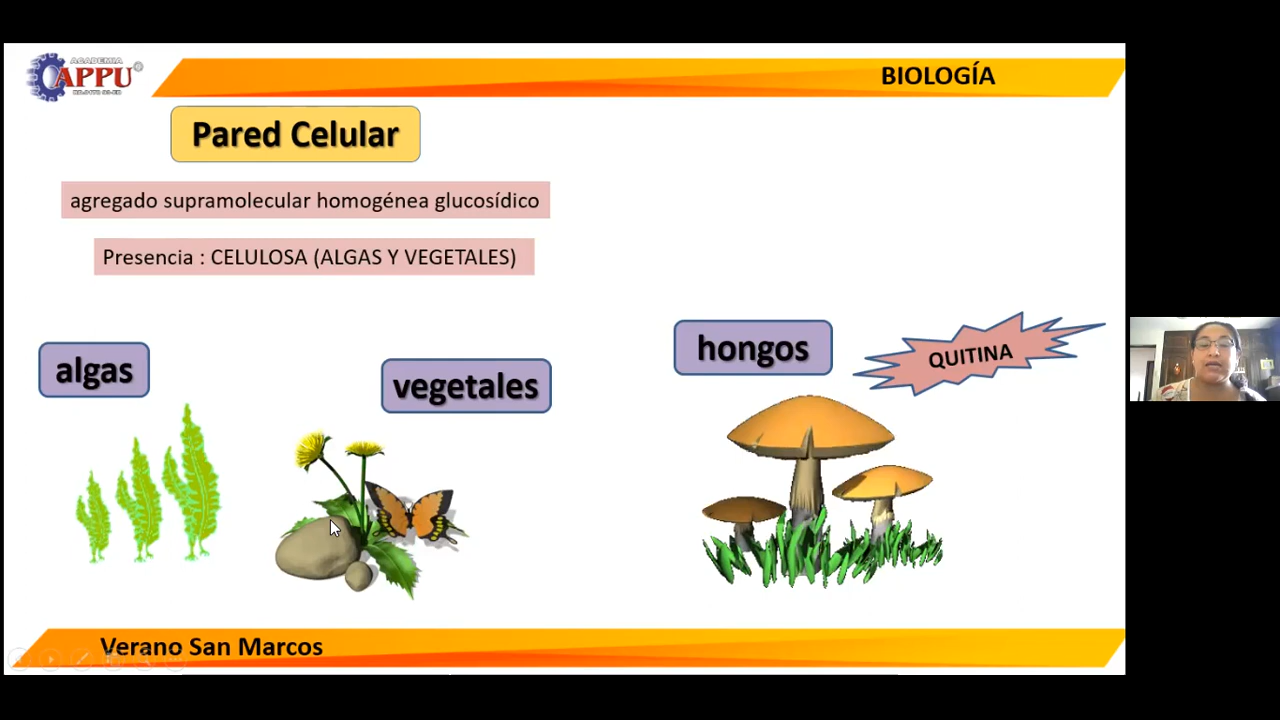 ACADEMIA
APPU
BIOLOGÍA
Pared Celular
agregado supramolecular homogénea glucosídico
Presencia : CELULOSA (ALGAS Y VEGETALES)
algas
vegetales
hongos
QUITINA
Verano San Marcos